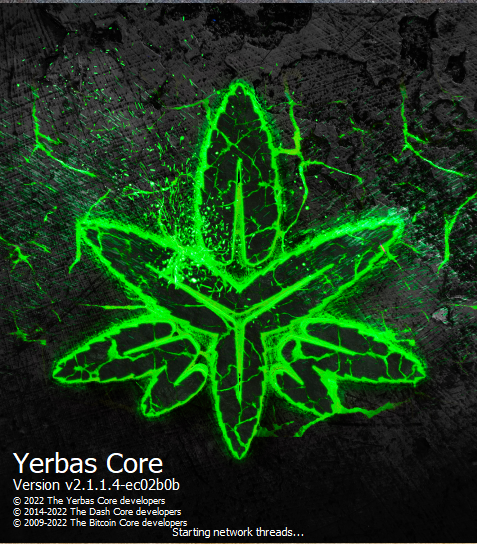 Yerbas Core
Version v2.1.1.4-ec02b0b
© 2022 The Yerbas Core developers
© 2014-2022 The Dash Core developers
© 2009-2022 The Bitcoin Core developers
Starting network threads...